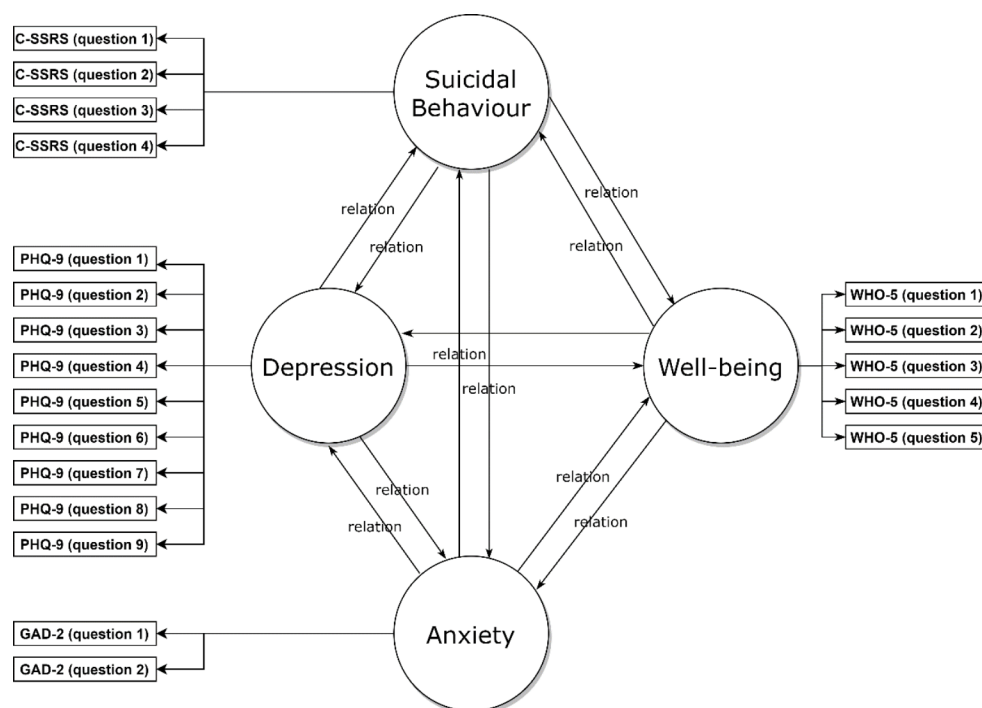 C-SSRS (question 1)
C-SSRS (question 2)
C-SSRS (question 3)
C-SSRS (question 4)
Suicidal
Behaviour
relation
relation
relation
relation
PHQ-9 (question 1)
PHQ-9 (question 2)
PHQ-9 (question 3)
PHQ-9 (question 4)
PHQ-9 (question 5)
PHQ-9 (question 6)
PHQ-9 (question 7)
PHQ-9 (question 8)
PHQ-9 (question 9)
Depression
relation
relation
Well-being
WHO-5 (question 1)
WHO-5 (question 2)
WHO-5 (question 3)
WHO-5 (question 4)
WHO-5 (question 5)
relation
relation
relation
relation
GAD-2 (question 1)
GAD-2 (question 2)
Anxiety